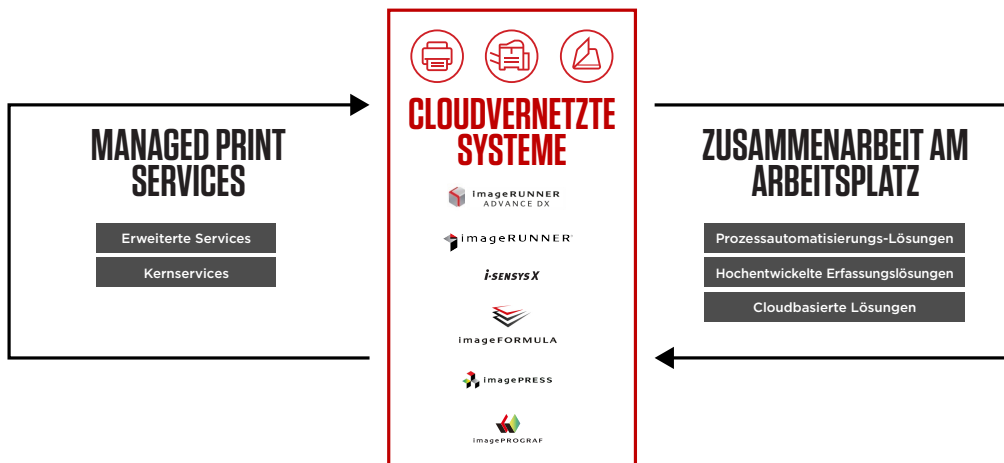 MANAGED PRINT
SERVICES
Erweiterte Services
Kernservices
CLOUDVERNETZTE
SYSTEME
imageRUNNER
ADVANCE DX
imageRUNNER
i-SENSYS X
imageFORMULA
imagePRESS
imagePROGRAF
ZUSAMMENARBEIT AM
ARBEITSPLATZ
Prozessautomatisierungs-Lösungen
Hochentwickelte Erfassungslösungen
Cloudbasierte Lösungen